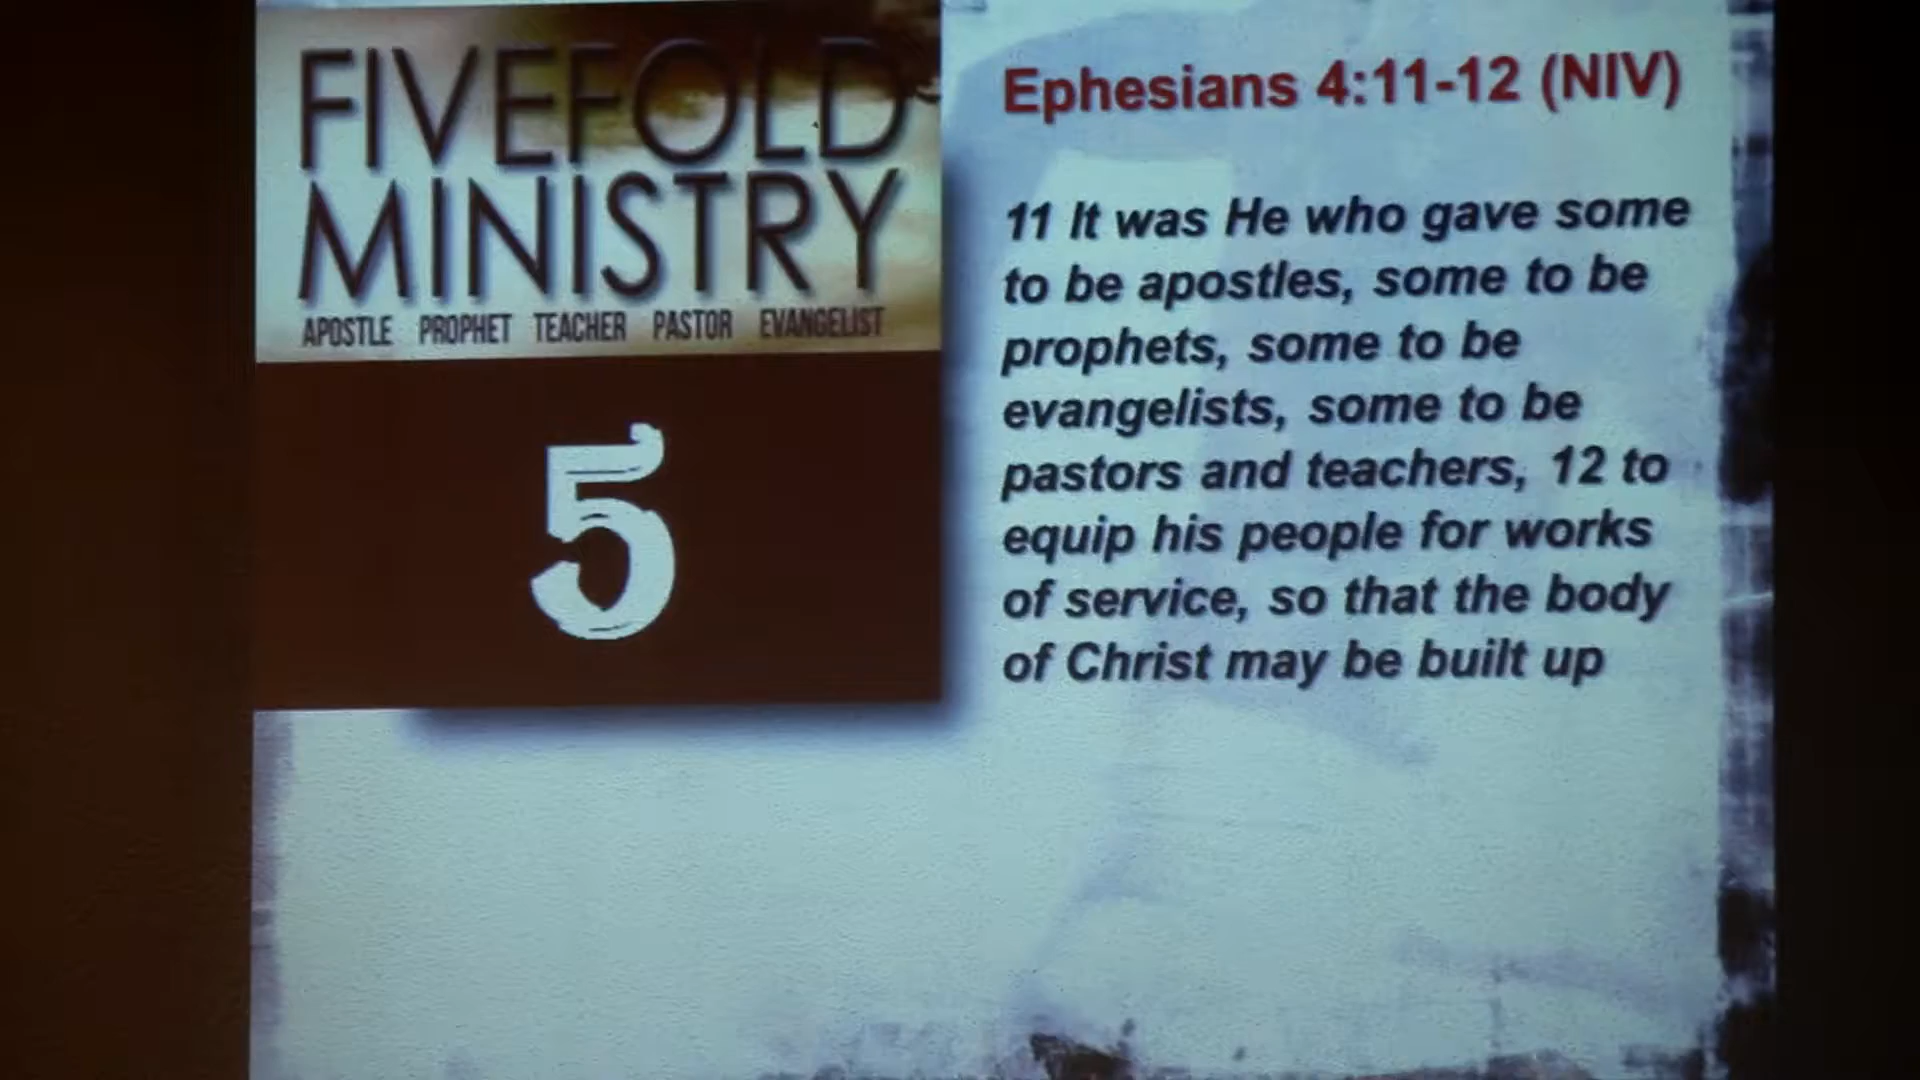 FIVEFOLD
MINISTRY
APOSTLE PROPHET TEACHER PASTOR EVANGELIST
5
Ephesians 4:11-12 (NIV)
11 It was He who gave some
to be apostles, some to be
prophets, some to be
evangelists, some to be
pastors and teachers, 12 to
equip his people for works
of service, so that the body
of Christ may be built up